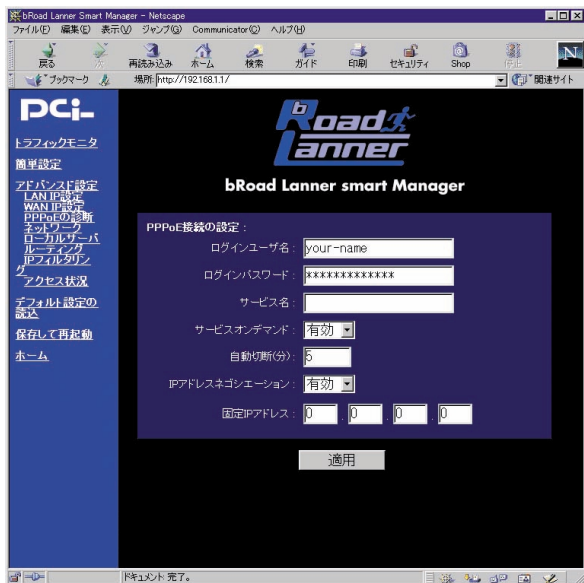 bRoad Lanner Smart Manager - Netscape
ファイル(F) 編集(E) 表示(V) ジャンプ(G) Communicator(C) ヘルプ(H)
戻る 次 再読み込み ホーム 検索 ガイド 印刷 セキュリティ Shop 停止
ブックマーク 場所: http://192.168.1.1/ 関連サイト
PCi
トラフィックモニタ
簡単設定
アドバンスド設定
LAN IP設定
WAN IP設定
PPPoEの診断
ネットワーク
ローカルサーバ
ルーティング
IPフィルタリン
グ
アクセス状況
デフォルト設定の
読込
保存して再起動
ホーム
bRoad
Lanner
bRoad Lanner smart Manager
PPPoE接続の設定:
ログインユーザ名: your-name
ログインパスワード: *************
サービス名:
サービスオンデマンド: 有効
自動切断(分): 5
IPアドレスネゴシエーション: 有効
固定IPアドレス: 0 . 0 . 0 . 0
適用
ドキュメント 完了。